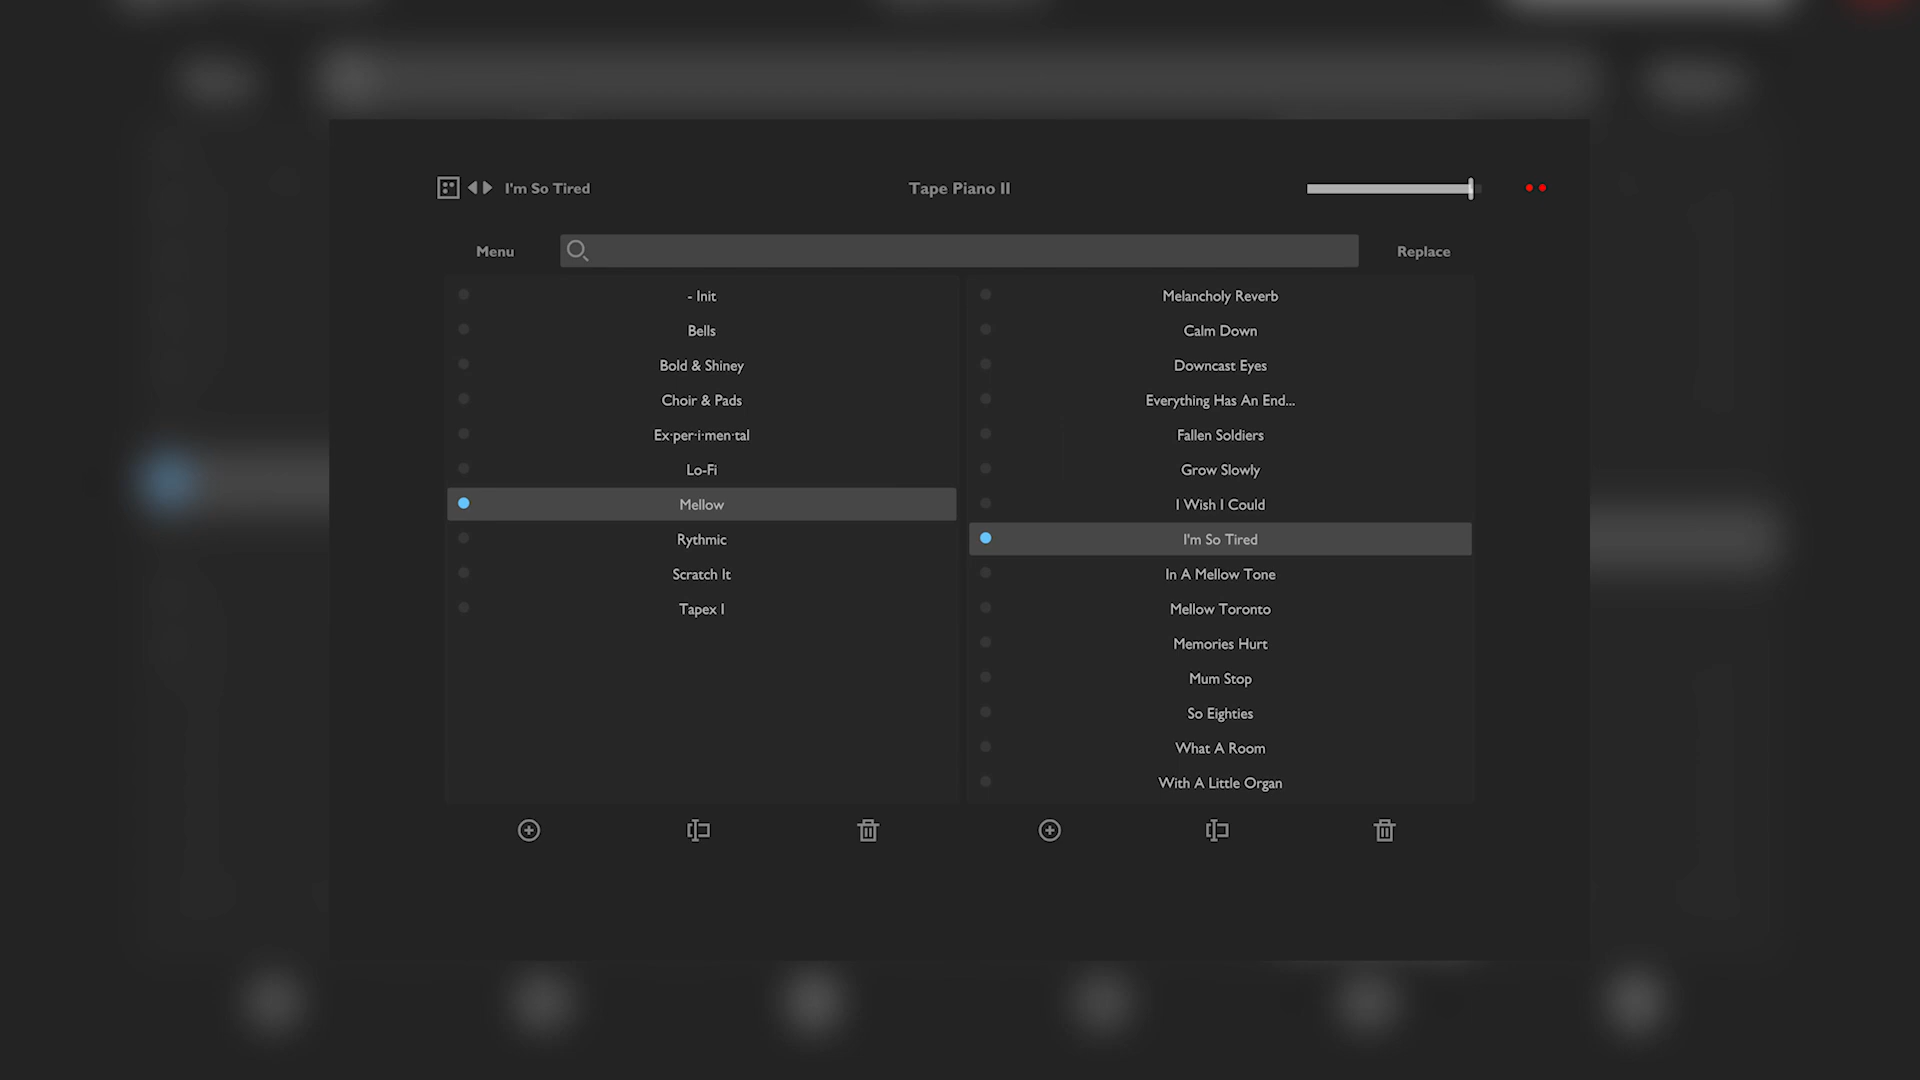 I'm So Tired
Tape Piano II
Menu
Replace
- Init
Bells
Bold & Shiney
Choir & Pads
Ex·per·i·men·tal
Lo-Fi
Mellow
Rythmic
Scratch It
Tapex I
Melancholy Reverb
Calm Down
Downcast Eyes
Everything Has An End...
Fallen Soldiers
Grow Slowly
I Wish I Could
I'm So Tired
In A Mellow Tone
Mellow Toronto
Memories Hurt
Mum Stop
So Eighties
What A Room
With A Little Organ